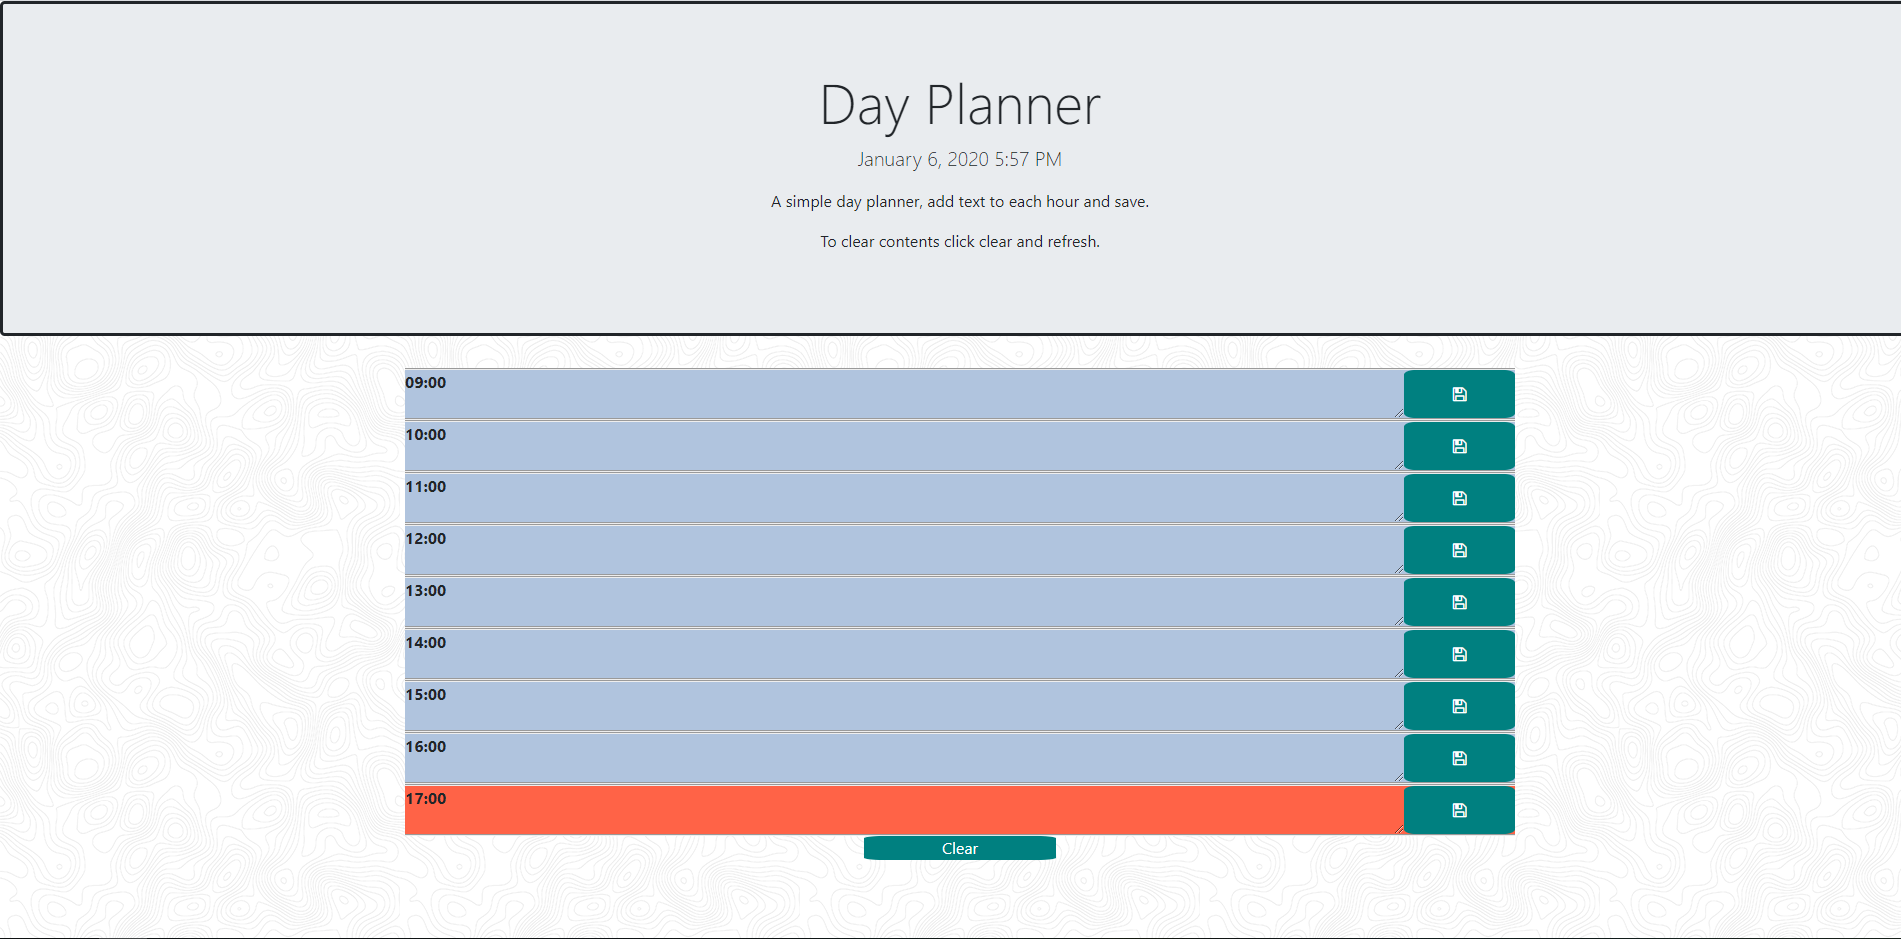 Day Planner
January 6, 2020 5:57 PM
A simple day planner, add text to each hour and save.
To clear contents click clear and refresh.
09:00
10:00
11:00
12:00
13:00
14:00
15:00
16:00
17:00
Clear